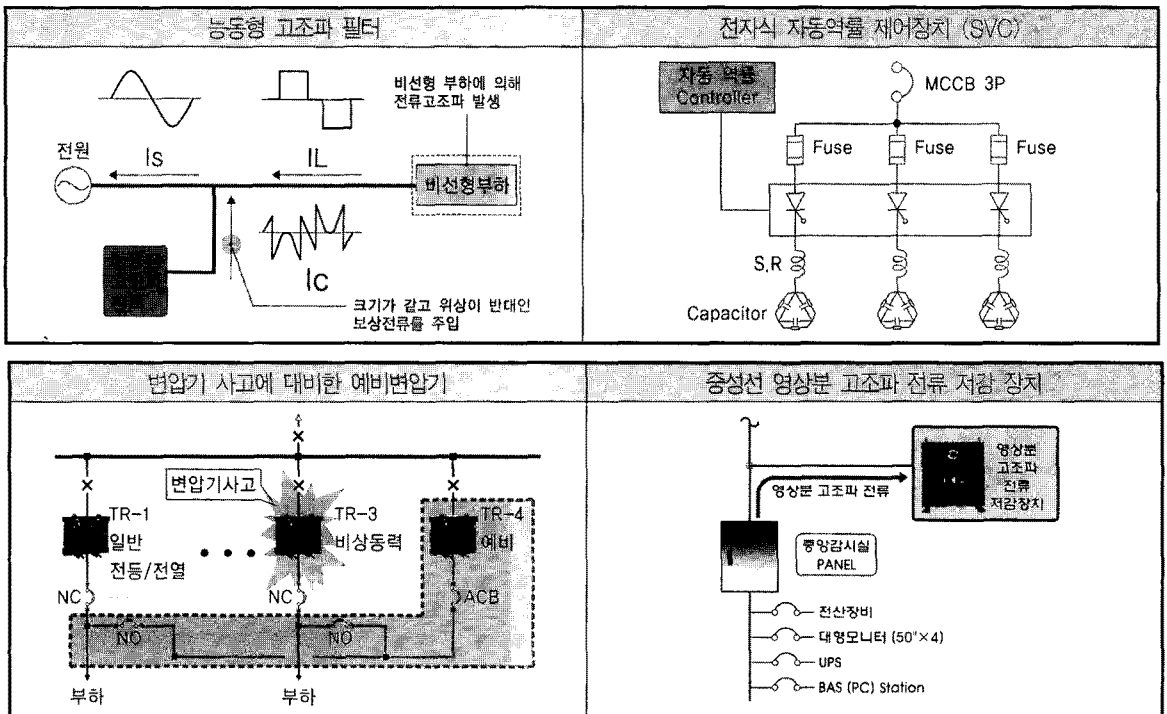 능동형 고조파 필터
비선형 부하에 의해
전류고조파 발생
전원
IS
IL
비선형부하
IC
크기가 같고 위상이 반대인
보상전류를 주입
전자식 자동역률 제어장치 (SVC)
자동 역률
Controller
MCCB 3P
Fuse
Fuse
Fuse
S,R
Capacitor
변압기 사고에 대비한 예비변압기
변압기사고
TR-1
일반
전등/전열
TR-3
비상동력
TR-4
예비
NC
NC
ACB
NO
NO
부하
부하
중성선 영상분 고조파 전류 저감 장치
영상분
고조파
전류
저감장치
영상분 고조파 전류
중앙감시실
PANEL
전산장비
대형모니터 (50"×4)
UPS
BAS (PC) Station